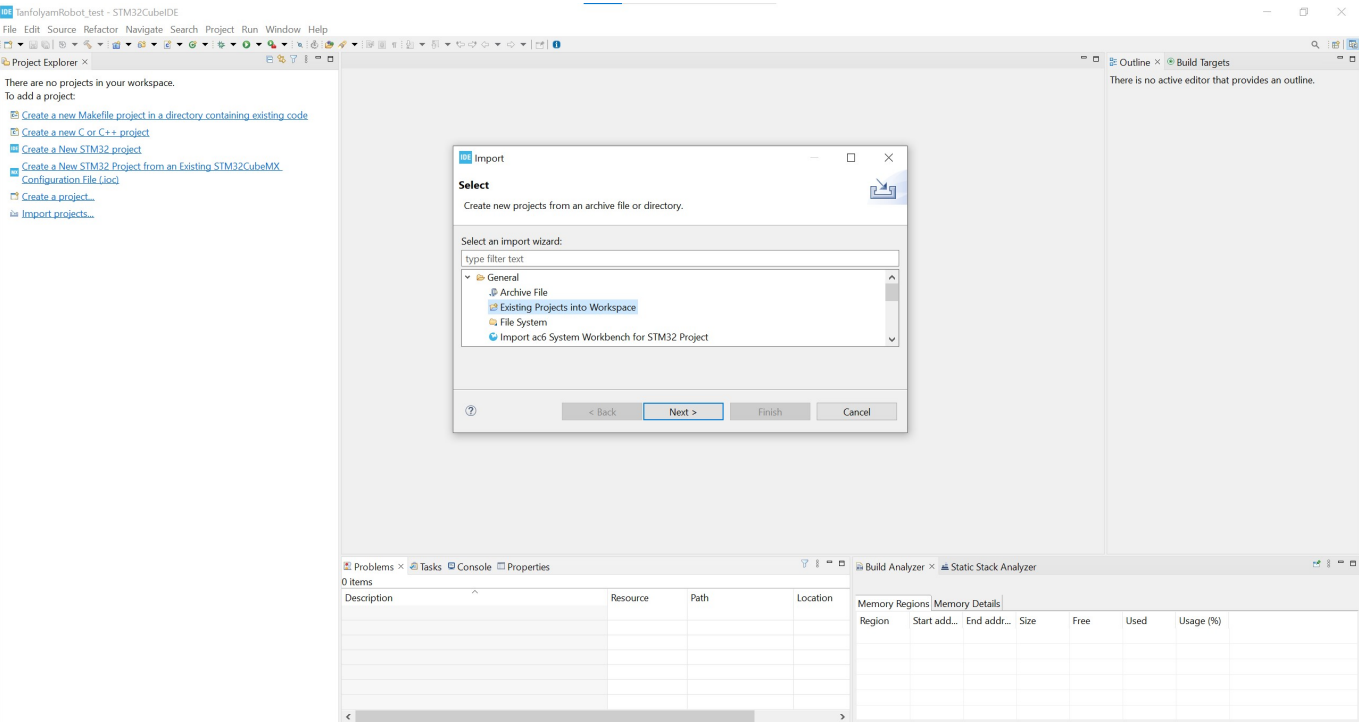 IDE TanfolyamRobot_test - STM32CubeIDE
File Edit Source Refactor Navigate Search Project Run Window Help
Project Explorer ×
There are no projects in your workspace.
To add a project:
Create a new Makefile project in a directory containing existing code
Create a new C or C++ project
IDE Create a New STM32 project
MX Create a New STM32 Project from an Existing STM32CubeMX
Configuration File (.ioc)
Create a project...
Import projects...
IDE Import
Select
Create new projects from an archive file or directory.
Select an import wizard:
type filter text
General
Archive File
Existing Projects into Workspace
File System
Import ac6 System Workbench for STM32 Project
? < Back Next > Finish Cancel
Outline × Build Targets
There is no active editor that provides an outline.
Problems × Tasks Console Properties
0 items
Description Resource Path Location
Build Analyzer × Static Stack Analyzer
Memory Regions Memory Details
Region Start add... End addr... Size Free Used Usage (%)